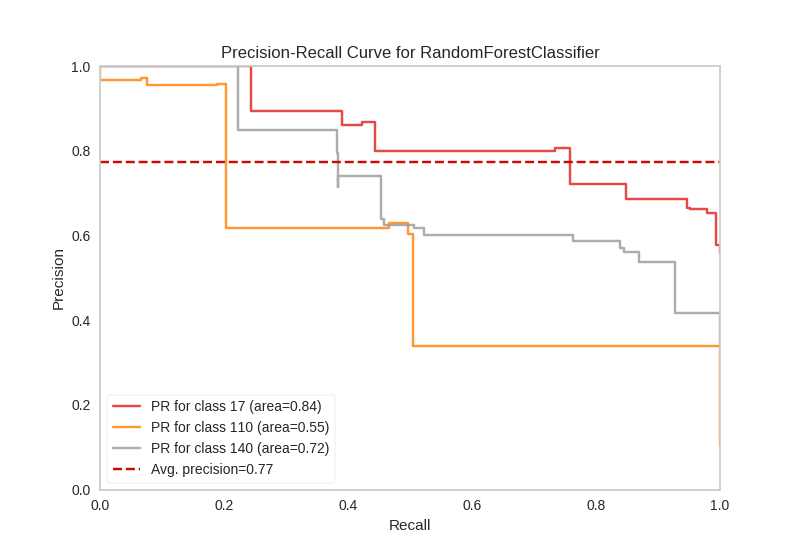 Precision-Recall Curve for RandomForestClassifier
1.0
0.8
0.6
0.4
0.2
0.0
Precision
PR for class 17 (area=0.84)
PR for class 110 (area=0.55)
PR for class 140 (area=0.72)
Avg. precision=0.77
0.0 0.2 0.4 0.6 0.8 1.0
Recall